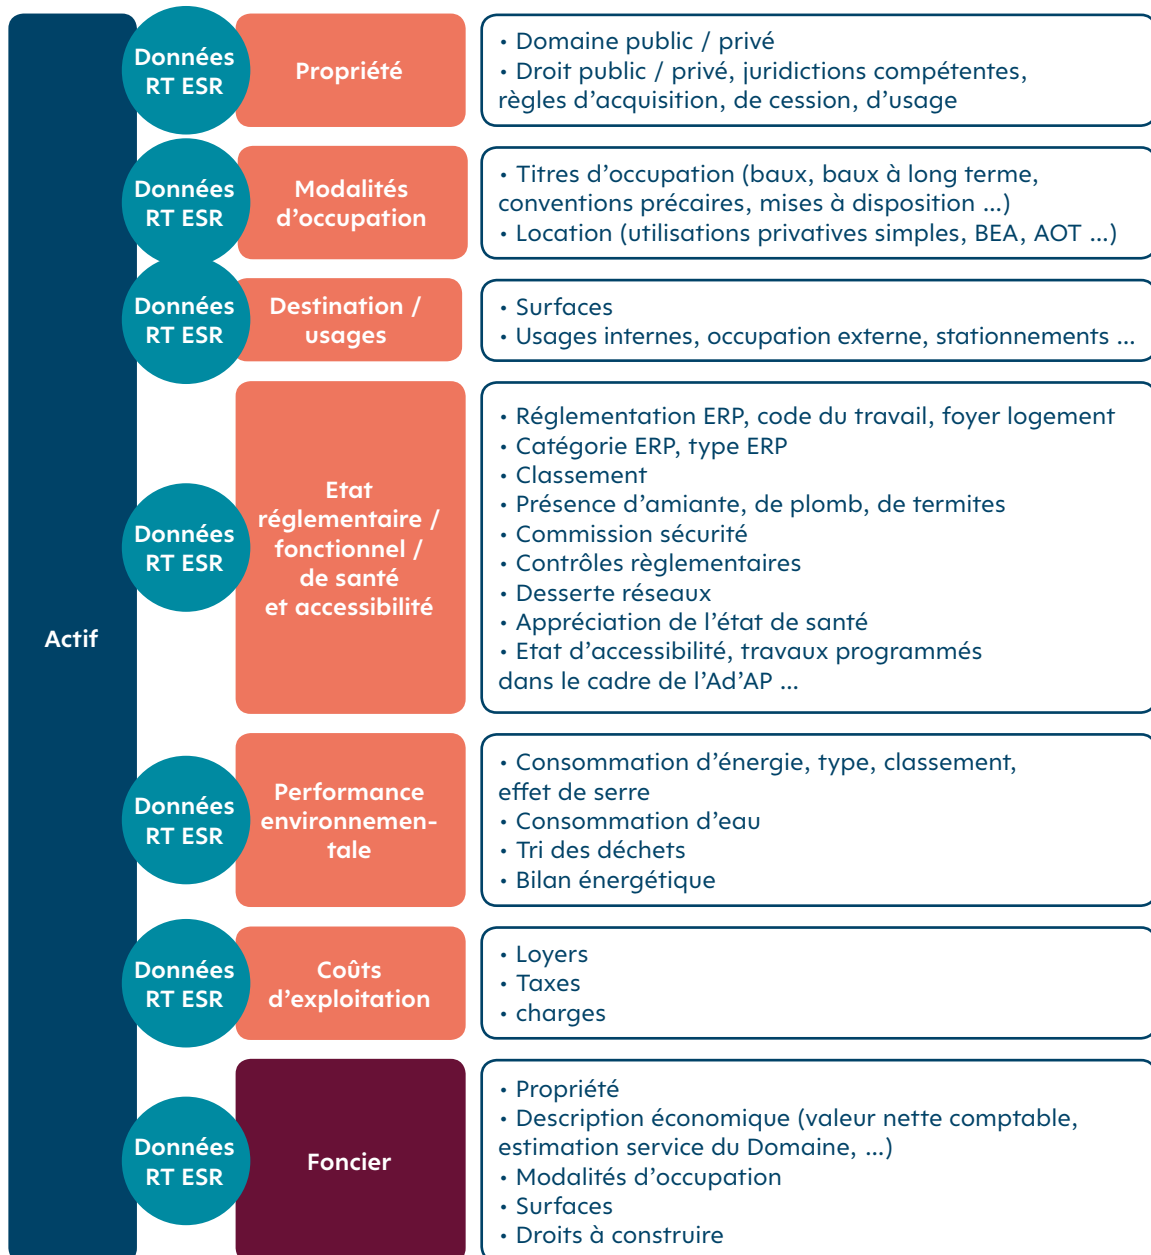 Actif
Données
RT ESR
Propriété
• Domaine public / privé
• Droit public / privé, juridictions compétentes,
règles d'acquisition, de cession, d'usage
Données
RT ESR
Modalités
d'occupation
• Titres d'occupation (baux, baux à long terme,
conventions précaires, mises à disposition ...)
• Location (utilisations privatives simples, BEA, AOT ...)
Données
RT ESR
Destination /
usages
• Surfaces
• Usages internes, occupation externe, stationnements ...
Données
RT ESR
Etat
réglementaire /
fonctionnel /
de santé
et accessibilité
• Réglementation ERP, code du travail, foyer logement
• Catégorie ERP, type ERP
• Classement
• Présence d'amiante, de plomb, de termites
• Commission sécurité
• Contrôles règlementaires
• Desserte réseaux
• Appréciation de l'état de santé
• Etat d'accessibilité, travaux programmés
dans le cadre de l'Ad'AP ...
Données
RT ESR
Performance
environnemen-
tale
• Consommation d'énergie, type, classement,
effet de serre
• Consommation d'eau
• Tri des déchets
• Bilan énergétique
Données
RT ESR
Coûts
d'exploitation
• Loyers
• Taxes
• charges
Données
RT ESR
Foncier
• Propriété
• Description économique (valeur nette comptable,
estimation service du Domaine, ...)
• Modalités d'occupation
• Surfaces
• Droits à construire